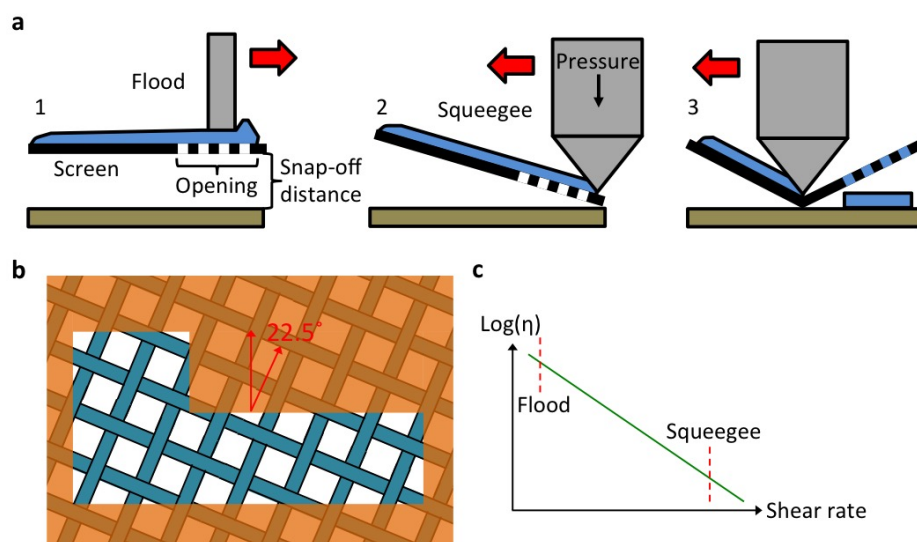 a
1
Flood
Screen
Opening
Snap-off
distance
2
Squeegee
Pressure
3
b
22.5˚
c
Log(η)
Flood
Squeegee
Shear rate